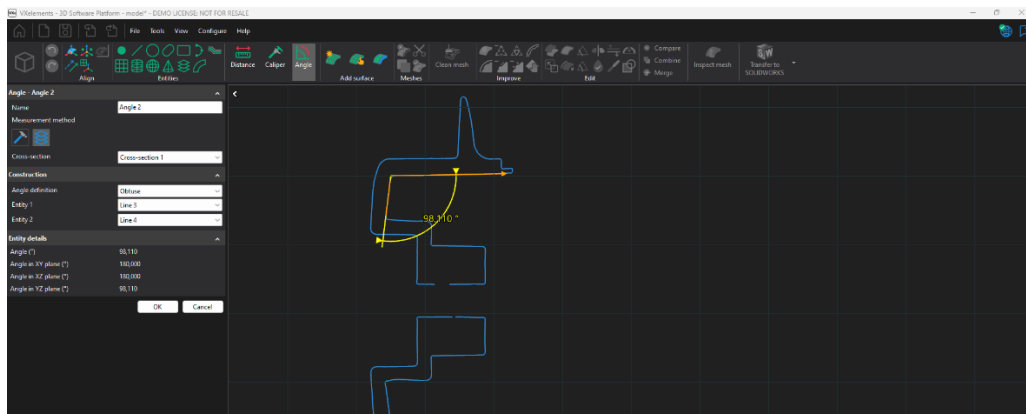 VXelements - 3D Software Platform - model* - DEMO LICENSE: NOT FOR RESALE
File Tools View Configure Help
Align
Entities
Distance
Caliper
Angle
Add surface
Meshes
Clean mesh
Improve
Edit
Compare
Combine
Merge
Inspect mesh
Transfer to
SOLIDWORKS
Angle - Angle 2
Name Angle 2
Measurement method
Cross-section Cross-section 1
Construction
Angle definition Obtuse
Entity 1 Line 3
Entity 2 Line 4
Entity details
Angle (°) 98,110
Angle in XY plane (°) 180,000
Angle in XZ plane (°) 180,000
Angle in YZ plane (°) 98,110
OK Cancel
98,110 °